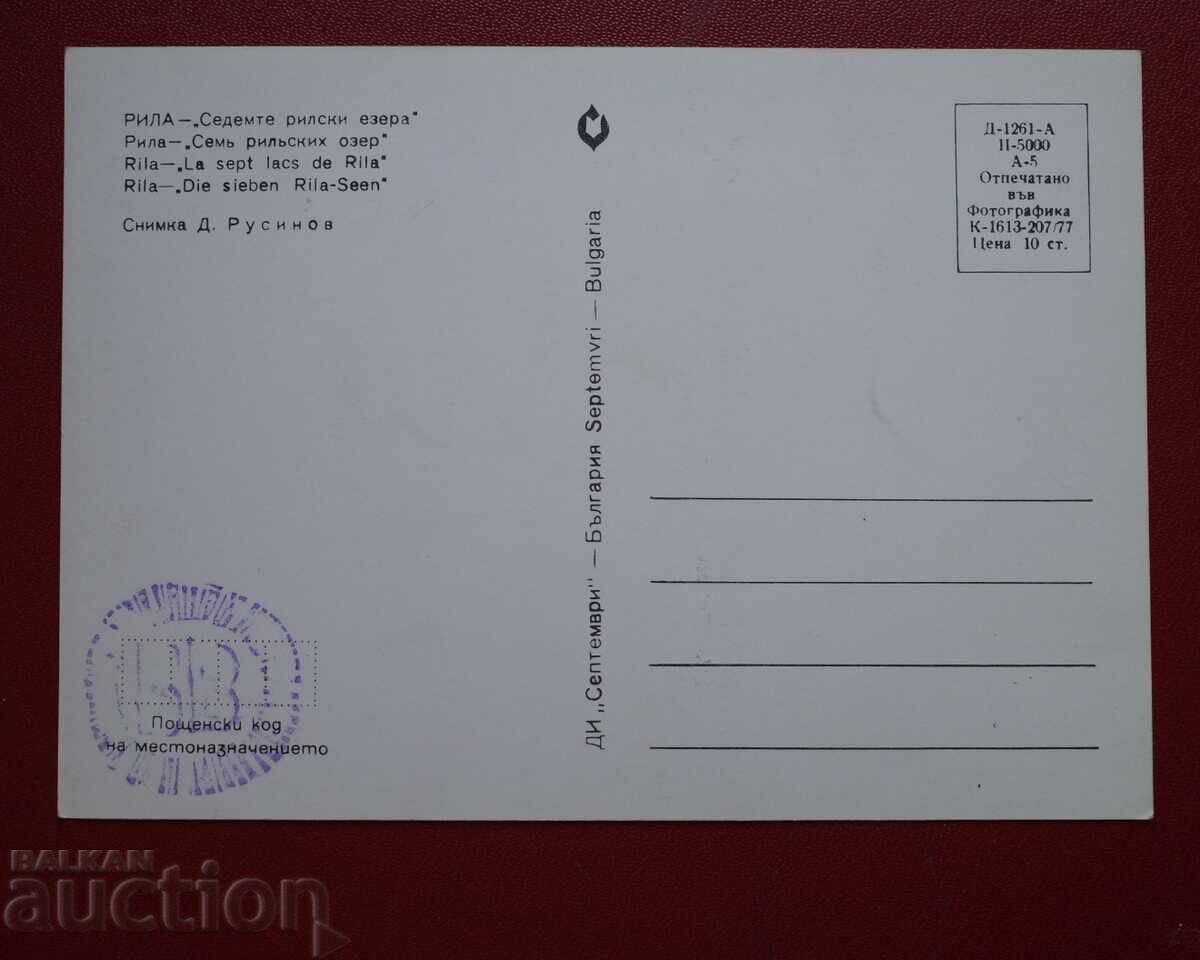 РИЛА—„Седемте рилски езера"
Рила—„Семь рильских озер"
Rila—„La sept lacs de Rila"
Rila—„Die sieben Rila-Seen"
Снимка Д. Русинов
Д-1261-А
II-5000
А-5
Отпечатано
във
Фотографика
К-1613-207/77
Цена 10 ст.
ДИ „Септември" — България Septemvri — Bulgaria
Пощенски код
на местоназначението
BALKAN
auction